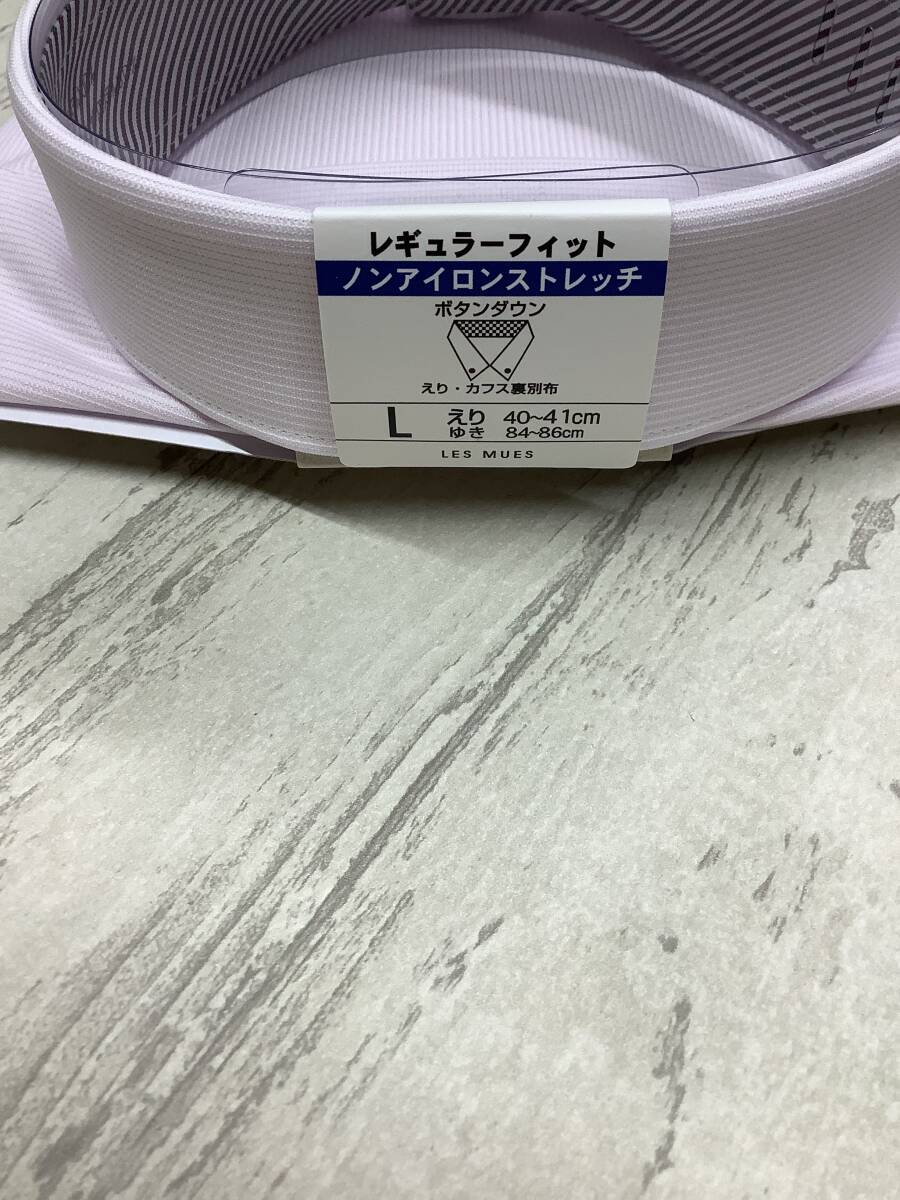 レギュラーフィット
ノンアイロンストレッチ
ボタンダウン
えり・カフス裏別布
L えり 40~41cm
ゆき 84~86cm
LES MUES